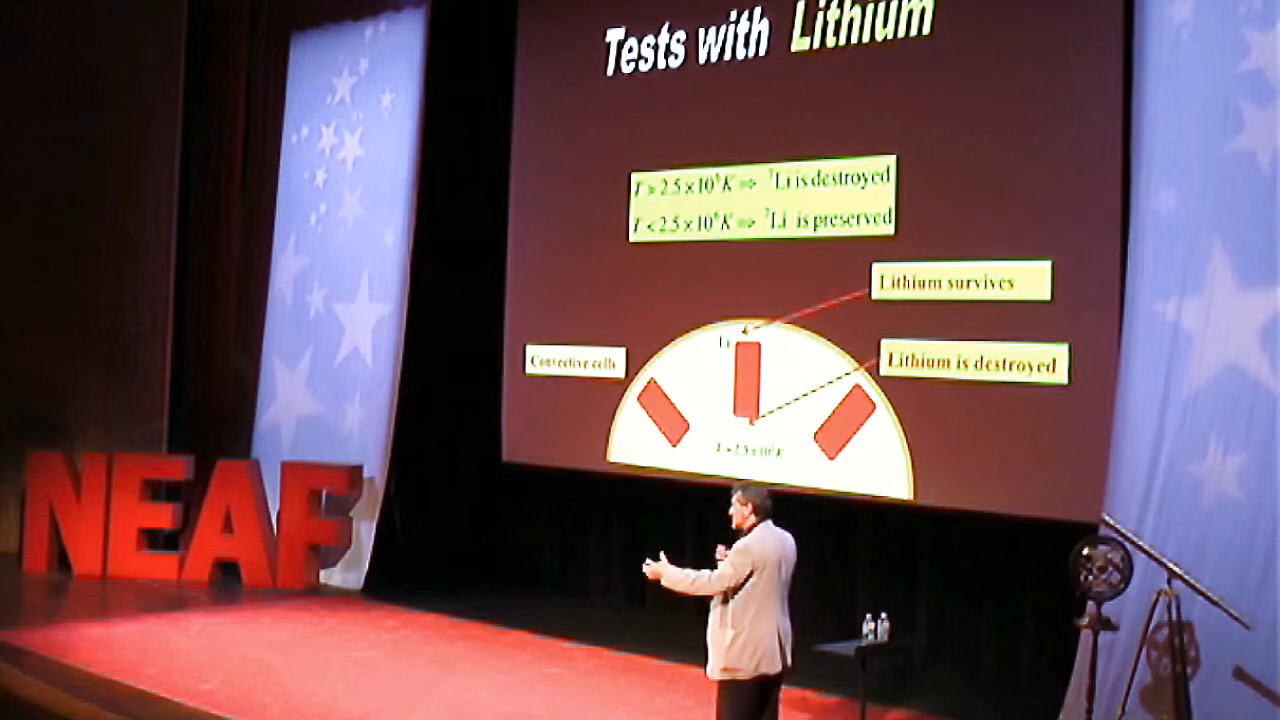 Tests with Lithium
T > 2.5 x 10⁶ K ⇒ ⁷Li is destroyed
T < 2.5 x 10⁶ K ⇒ ⁷Li is preserved
Lithium survives
Convective cells
Li
Lithium is destroyed
NEAF